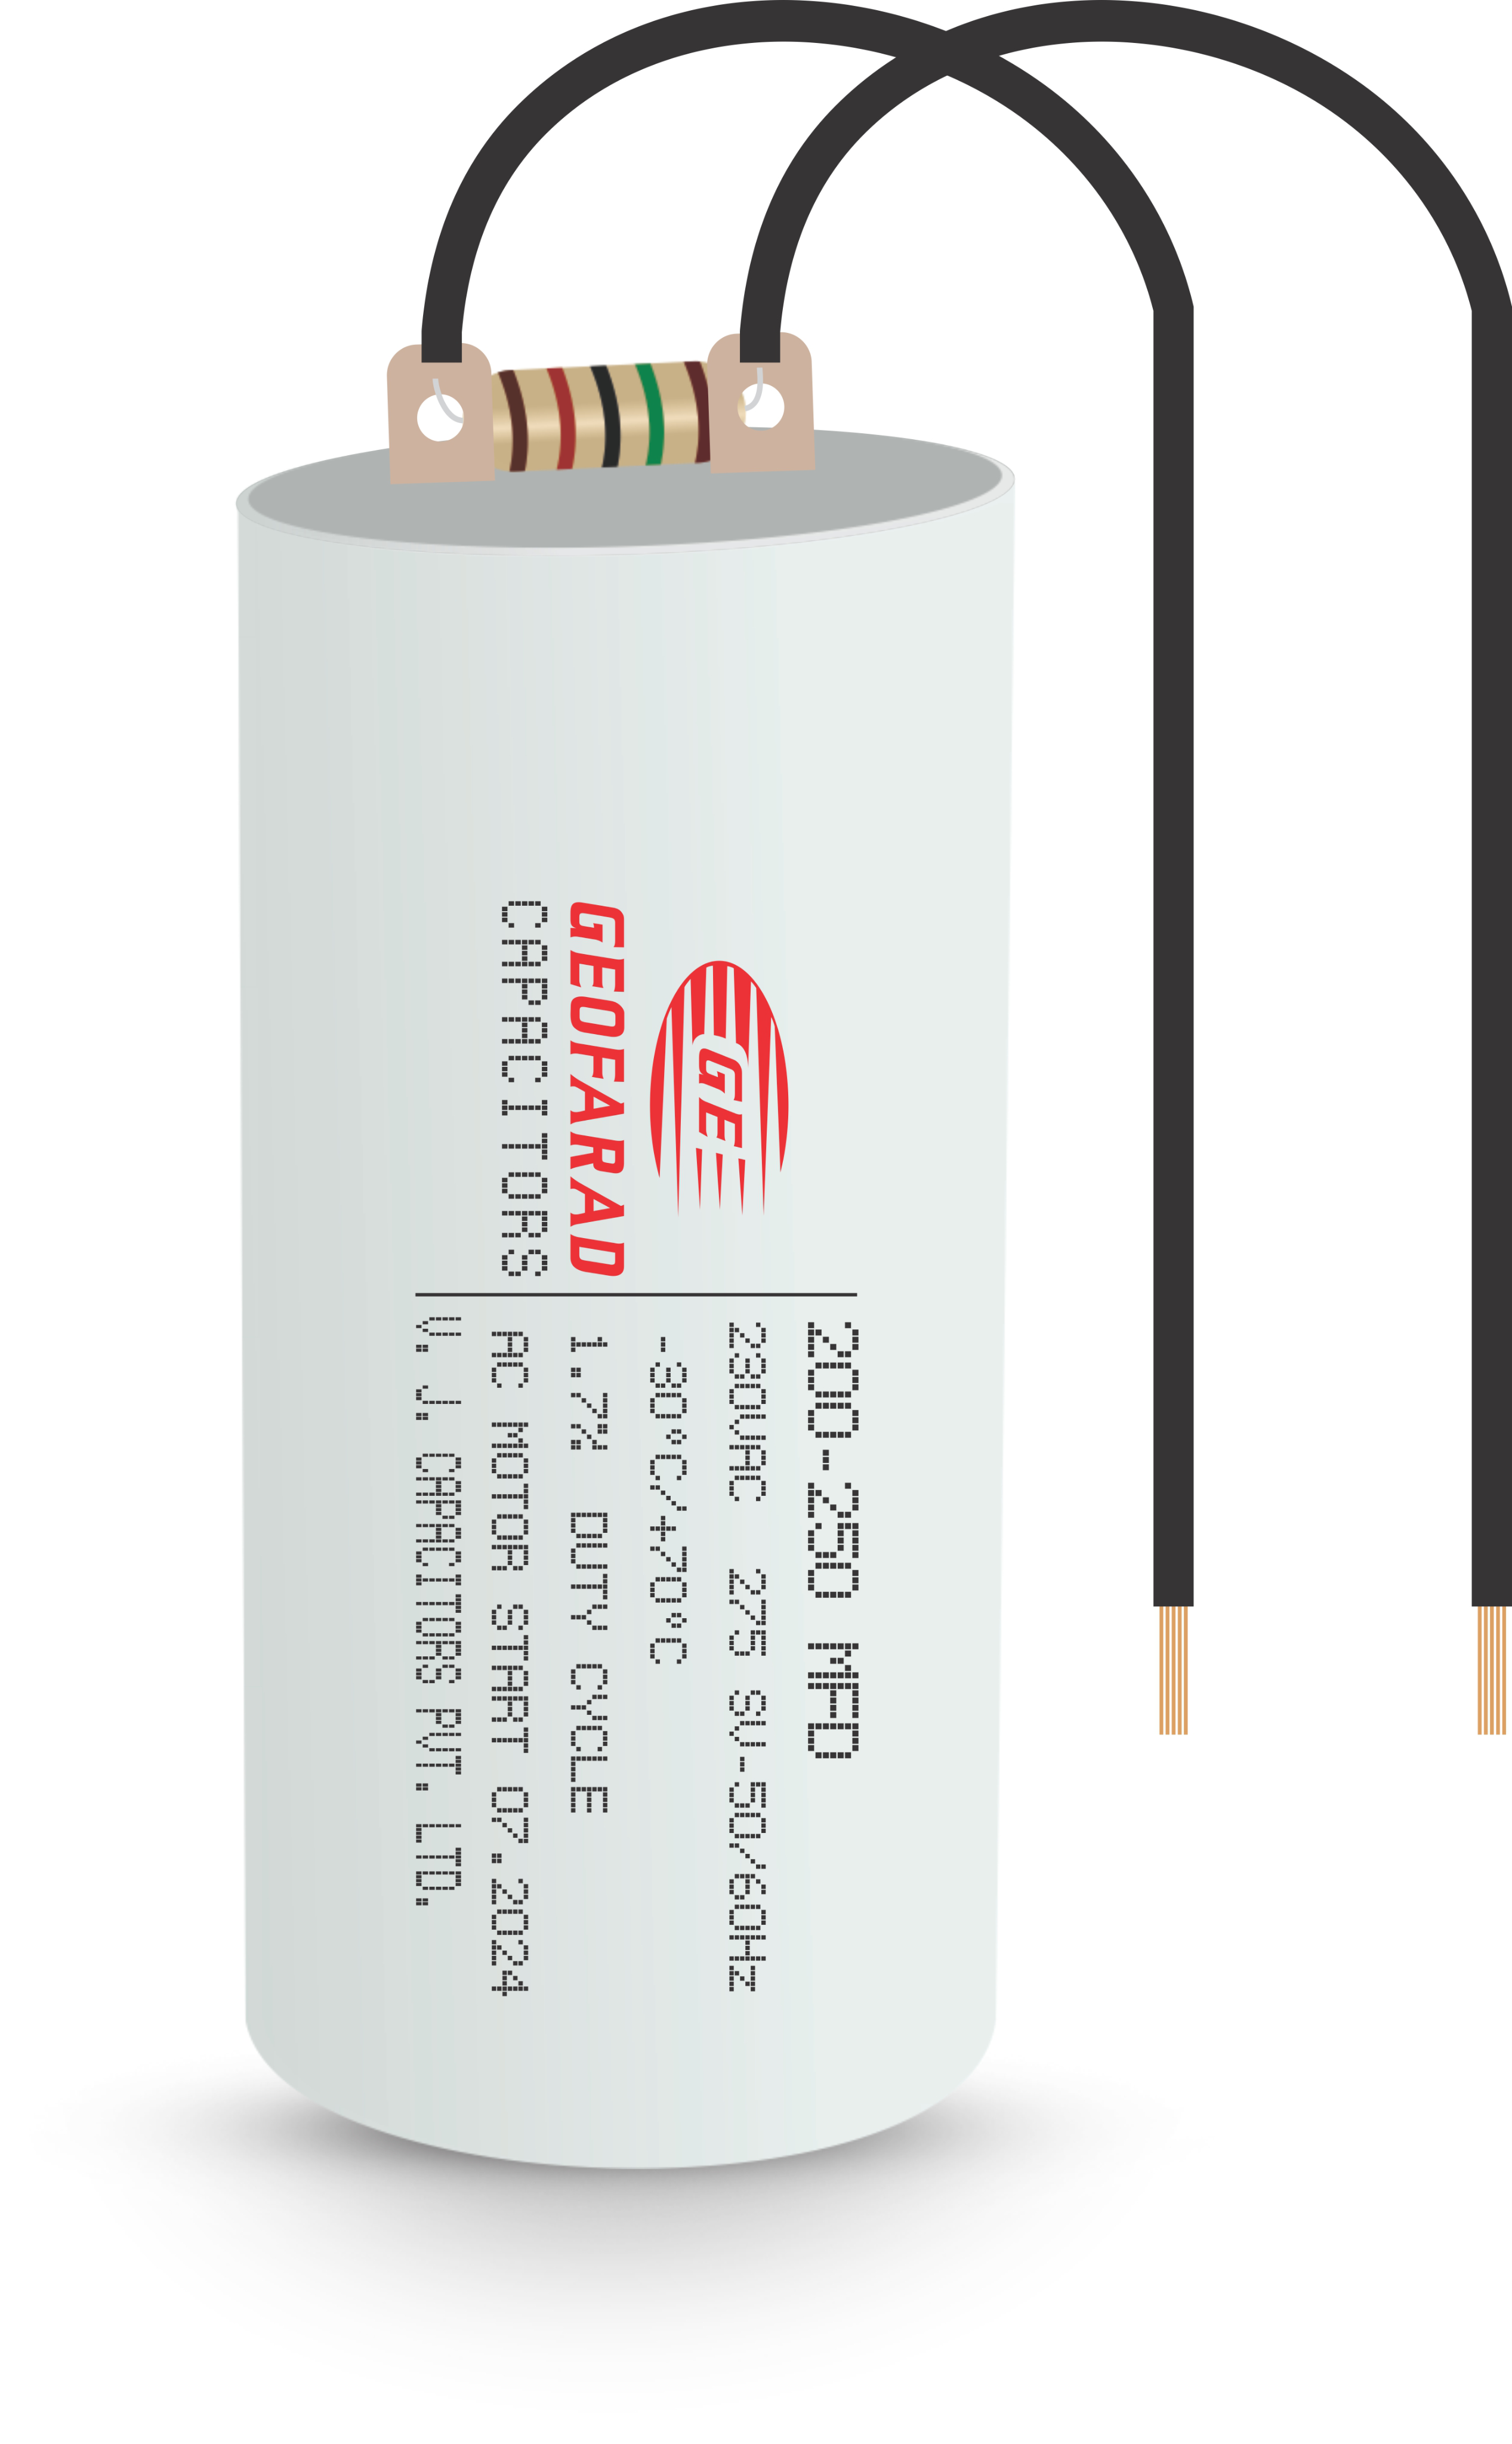 GE
GEOFARAD
CAPACITORS
200-250 MFD
230VAC 275 SV-50/60Hz
-30°C/+70°C
1.7% DUTY CYCLE
AC MOTOR START 07.2024
V. J. CAPACITORS PVT. LTD.